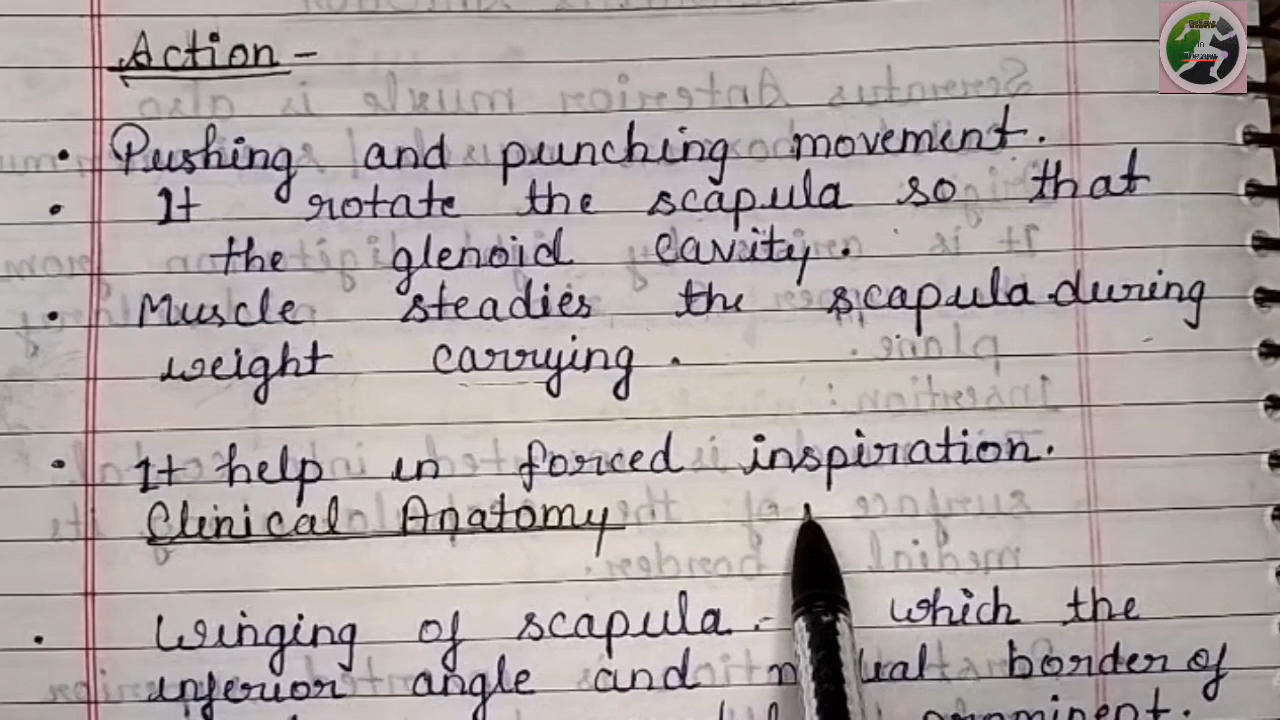 Action -
• Pushing and punching movement.
• It rotate the scapula so that
the glenoid cavity.
• Muscle steadies the scapula during
weight carrying.
• It help in forced inspiration.
Clinical Anatomy
• Winging of scapula - which the
inferior angle and border of
prominent.